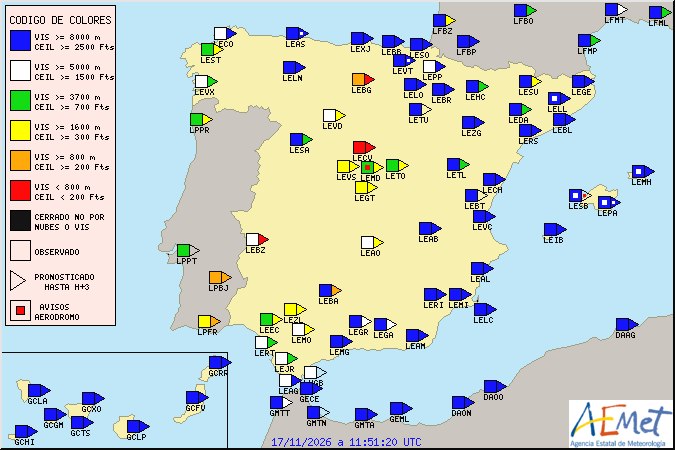 CODIGO DE COLORES
VIS >= 8000 m
CEIL >= 2500 Fts
VIS >= 5000 m
CEIL >= 1500 Fts
VIS >= 3700 m
CEIL >= 700 Fts
VIS >= 1600 m
CEIL >= 300 Fts
VIS >= 800 m
CEIL >= 200 Fts
VIS < 800 m
CEIL < 200 Fts
CERRADO NO POR
NUBES O VIS
OBSERVADO
PRONOSTICADO
HASTA H+3
AVISOS
AERODROMO
LECO
LEAS
LEXJ
LEBB
LESO
LFBZ
LFBP
LFBO
LFMT
LFML
LFMP
LEST
LELN
LEVT
LEPP
LEVX
LEBG
LELO
LEBR
LEHC
LESU
LEGE
LELL
LPPR
LEVD
LETU
LEZG
LEDA
LERS
LEBL
LESA
LECV
LEVS
LEMD
LETO
LEGT
LETL
LECH
LEBT
LEVC
LEMH
LESB
LEPA
LEIB
LPPT
LEBZ
LEAO
LEAB
LEAL
LPBJ
LEBA
LERI
LEMI
LELC
LPFR
LEEC
LEZL
LEMO
LEGR
LEGA
LEAM
LEMG
LERT
LEJR
LXGB
LEAG
GECE
GMTT
GMTN
GMTA
GEML
DAON
DAOO
DAAG
GCRR
GCLA
GCXO
GCFV
GCGM
GCTS
GCLP
GCHI
17/11/2026 a 11:51:20 UTC
AEMet
Agencia Estatal de Meteorología